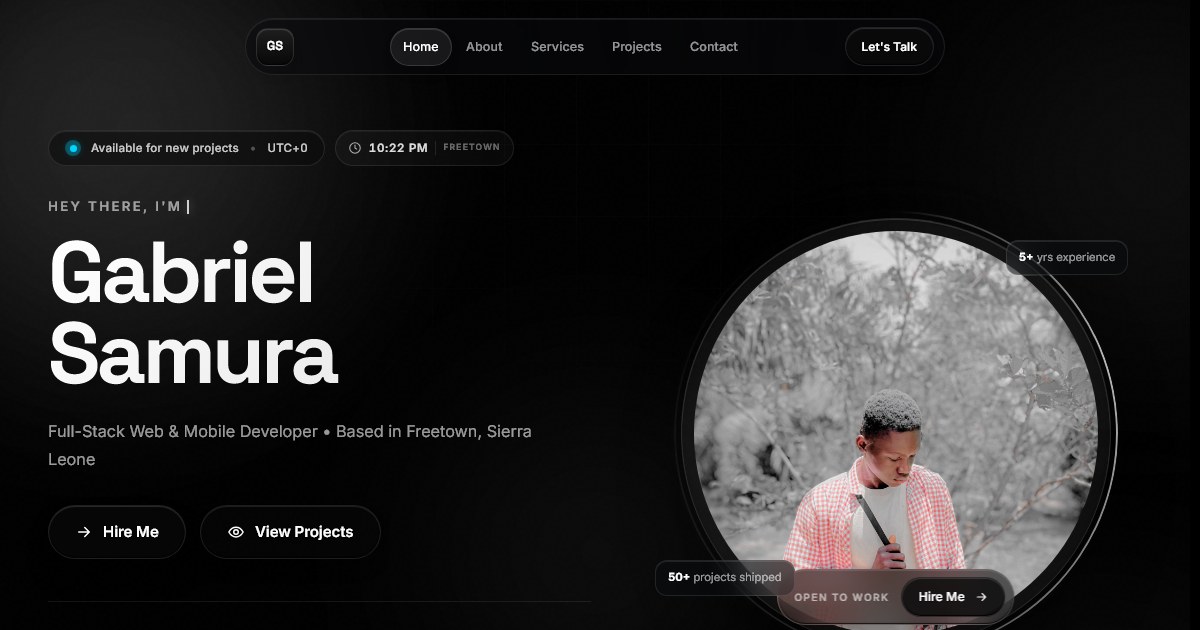 GS
Home About Services Projects Contact
Let's Talk
Available for new projects • UTC+0
10:22 PM | FREETOWN
HEY THERE, I'M |
Gabriel
Samura
Full-Stack Web & Mobile Developer • Based in Freetown, Sierra
Leone
→ Hire Me
View Projects
5+ yrs experience
50+ projects shipped
OPEN TO WORK
Hire Me →